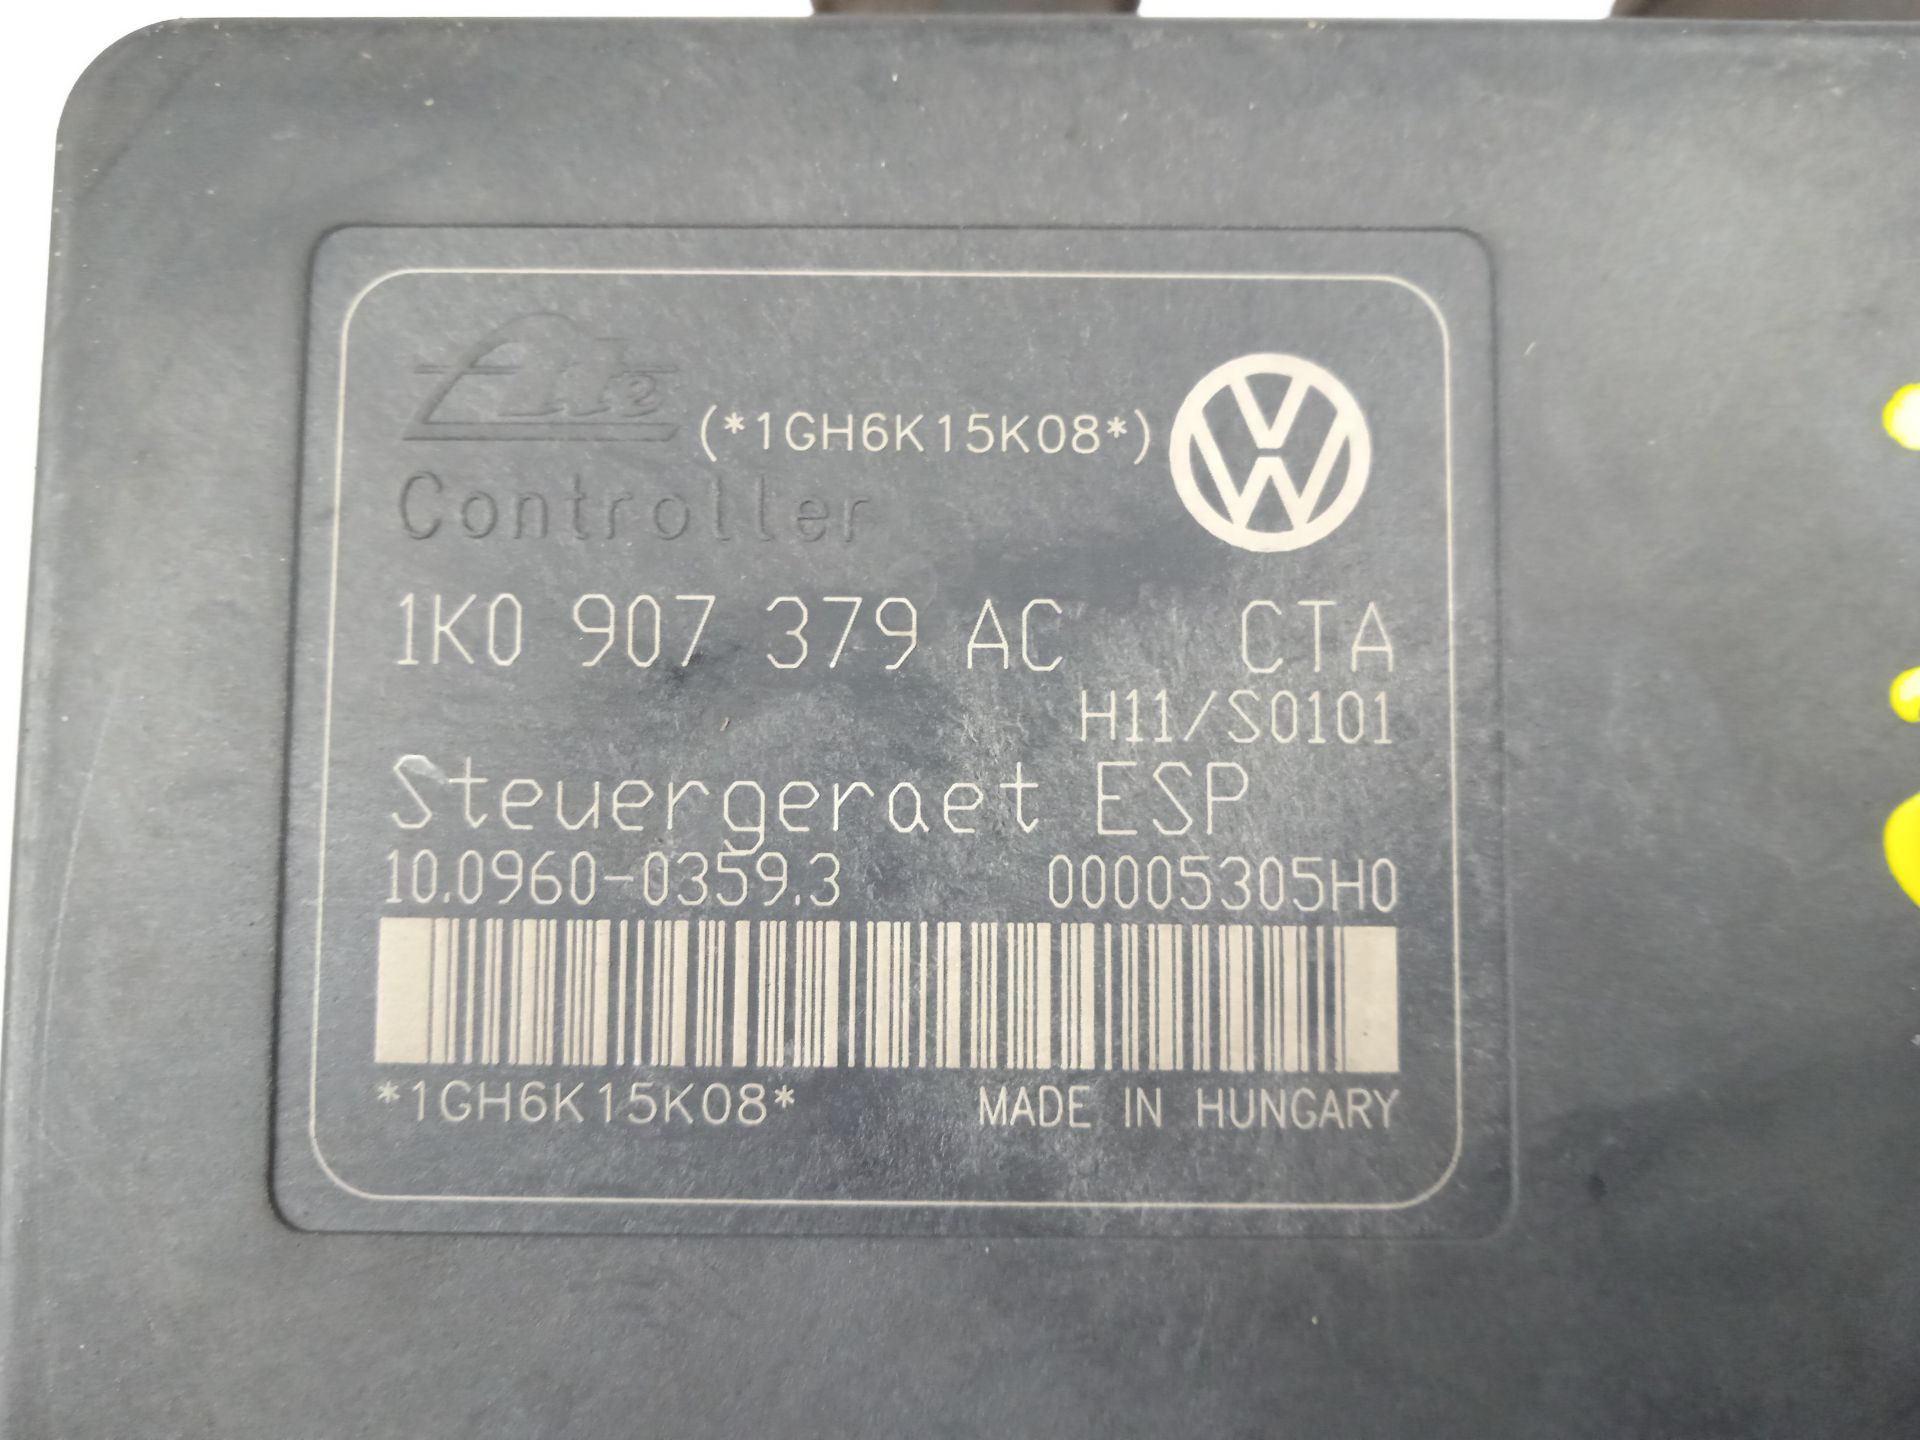 Ate (*1GH6K15K08*)
Controller
1K0 907 379 AC CTA
H11/S0101
Steuergeraet ESP
10.0960-0359.3 00005305H0
*1GH6K15K08* MADE IN HUNGARY